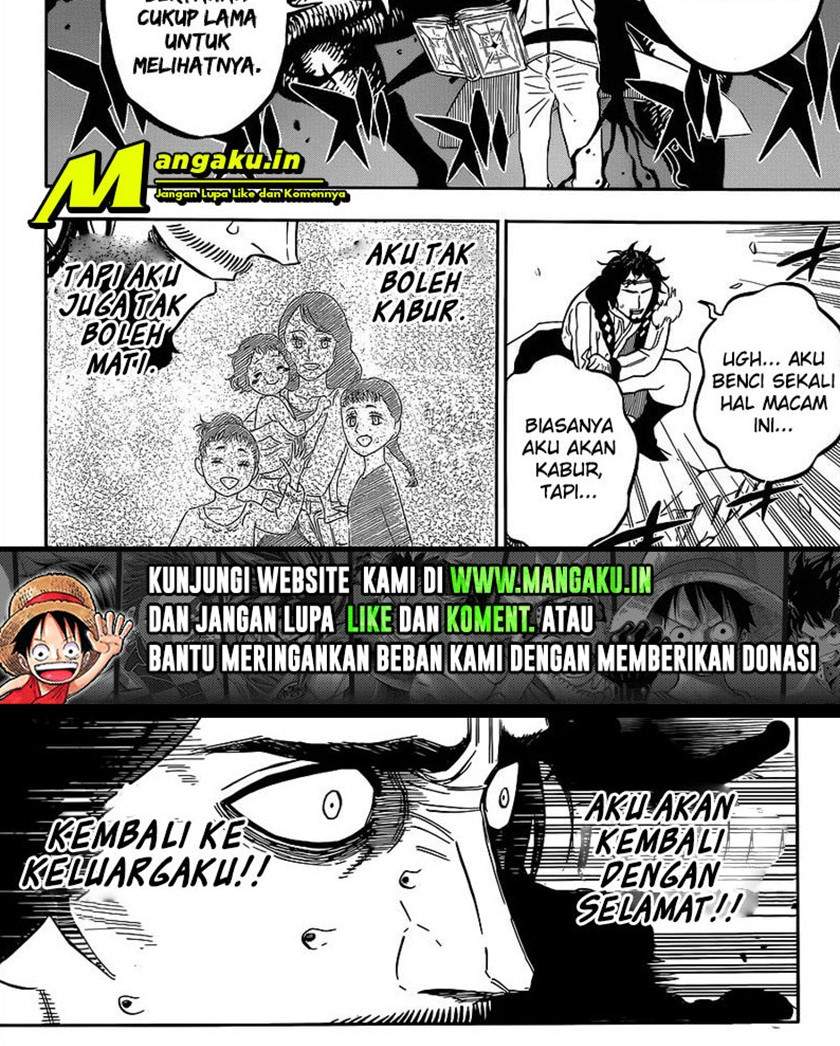 CUKUP LAMA
UNTUK
MELIHATNYA.
Mangaku.in
Jangan Lupa Like dan Komennya
UGH... AKU
BENCI SEKALI
HAL MACAM
INI...
BIASANYA
AKU AKAN
KABUR,
TAPI...
AKU TAK
BOLEH
KABUR.
TAPI AKU
JUGA TAK
BOLEH
MATI.
KUNJUNGI WEBSITE KAMI DI WWW.MANGAKU.IN
DAN JANGAN LUPA LIKE DAN KOMENT. ATAU
BANTU MERINGANKAN BEBAN KAMI DENGAN MEMBERIKAN DONASI
AKU AKAN
KEMBALI
DENGAN
SELAMAT!!
KEMBALI KE
KELUARGAKU!!